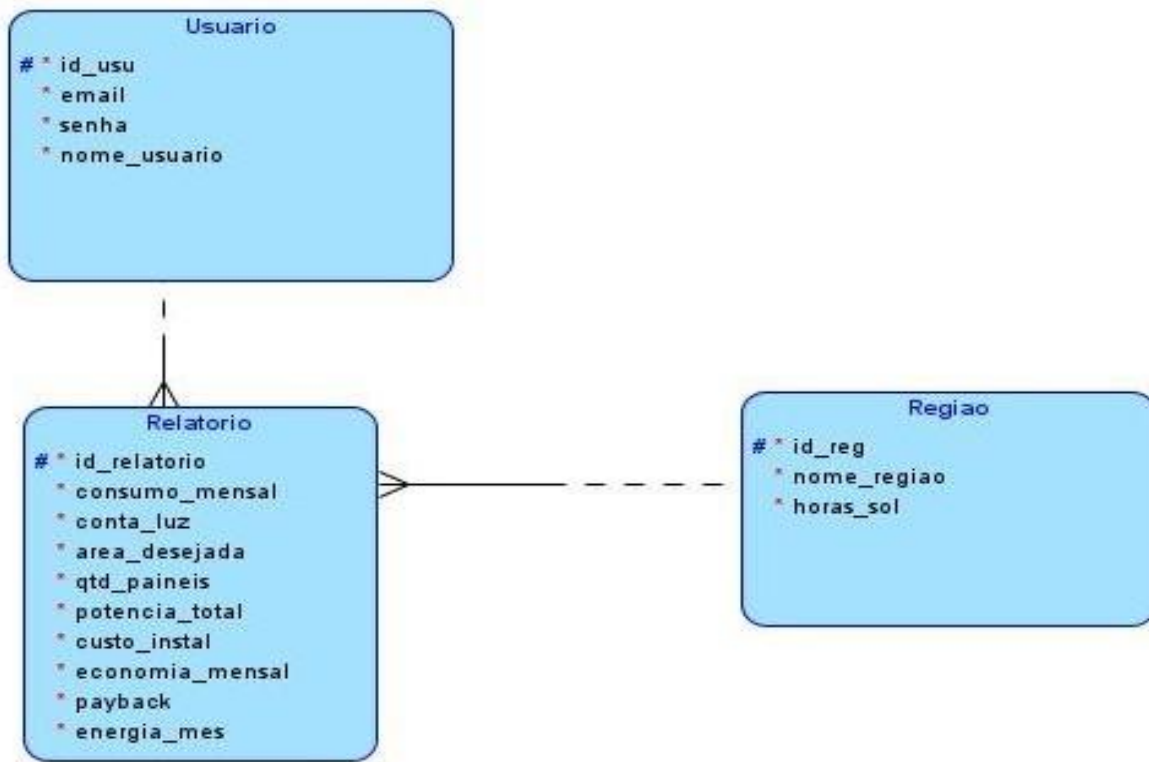 Usuario
# * id_usu
* email
* senha
* nome_usuario
Relatorio
# * id_relatorio
* consumo_mensal
* conta_luz
* area_desejada
* qtd_paineis
* potencia_total
* custo_instal
* economia_mensal
* payback
* energia_mes
Regiao
# * id_reg
* nome_regiao
* horas_sol